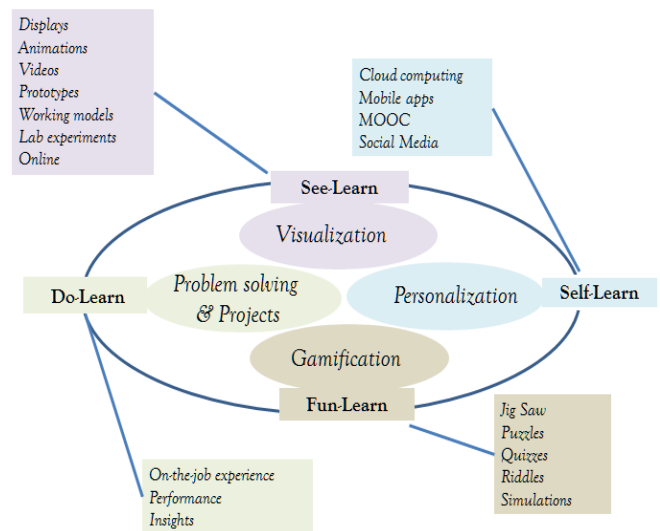 Displays
Animations
Videos
Prototypes
Working models
Lab experiments
Online
Cloud computing
Mobile apps
MOOC
Social Media
See-Learn
Visualization
Do-Learn
Problem solving
& Projects
Personalization
Self-Learn
Gamification
Fun-Learn
Jig Saw
Puzzles
Quizzes
Riddles
Simulations
On-the-job experience
Performance
Insights